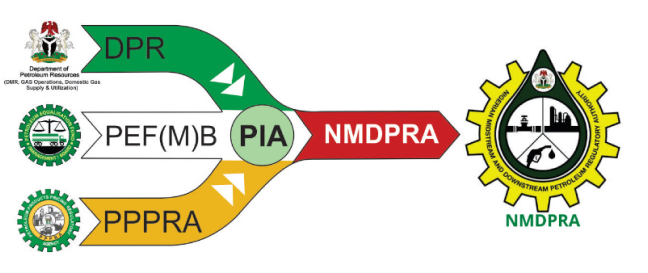 DPR
Department of
Petroleum Resources
(DMR, GAS Operations, Domestic Gas
Supply & Utilization)
PEF(M)B
PIA
NMDPRA
PPPRA
NIGERIAN MIDSTREAM AND DOWNSTREAM PETROLEUM REGULATORY AUTHORITY
NMDPRA